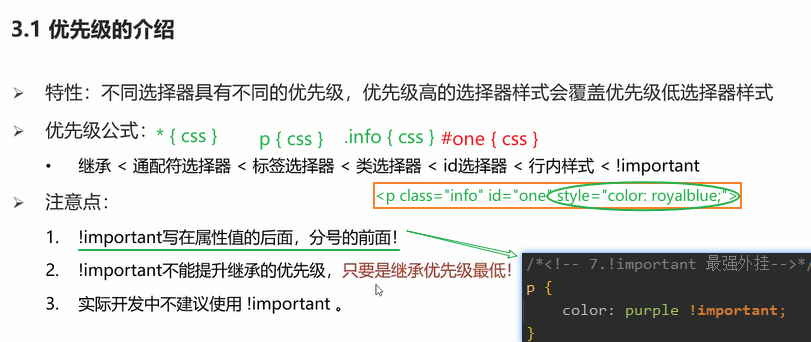 3.1 优先级的介绍
➢ 特性：不同选择器具有不同的优先级，优先级高的选择器样式会覆盖优先级低选择器样式
➢ 优先级公式：* { css } p { css } .info { css } #one { css }
• 继承 < 通配符选择器 < 标签选择器 < 类选择器 < id选择器 < 行内样式 < !important
➢ 注意点：
<p class="info" id="one" style="color: royalblue;">
1. !important写在属性值的后面，分号的前面！
2. !important不能提升继承的优先级，只要是继承优先级最低！
3. 实际开发中不建议使用 !important 。
/*<!-- 7.!important 最强外挂-->*/
p {
color: purple !important;
}